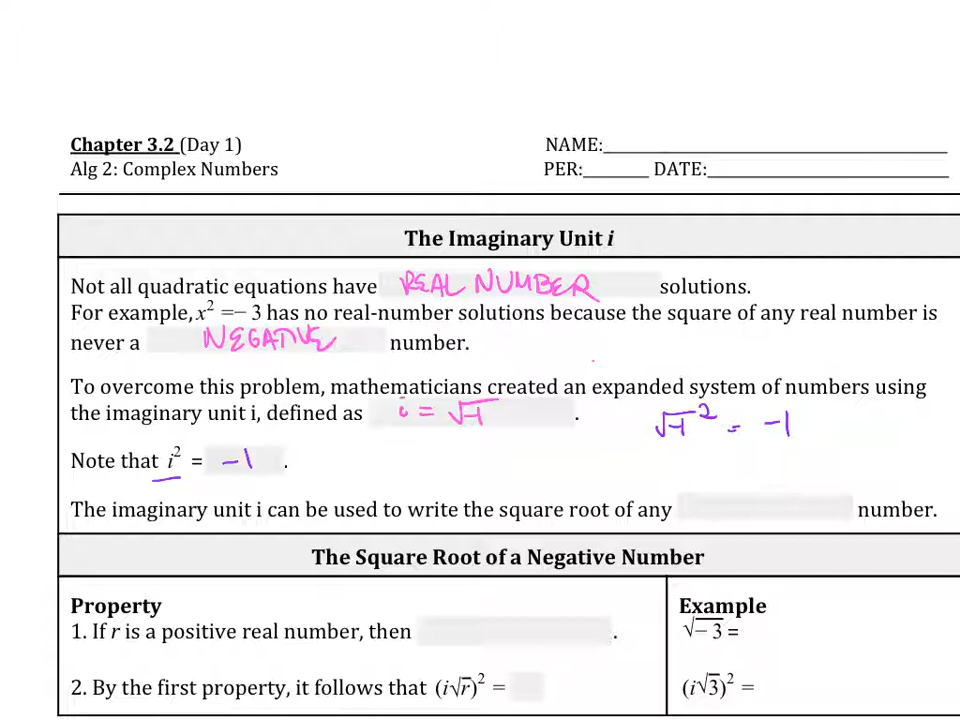 Chapter 3.2 (Day 1) NAME:____________________
Alg 2: Complex Numbers PER:_______ DATE:____________________
The Imaginary Unit i
Not all quadratic equations have REAL NUMBER solutions.
For example, x² =− 3 has no real-number solutions because the square of any real number is
never a NEGATIVE number.
To overcome this problem, mathematicians created an expanded system of numbers using
the imaginary unit i, defined as i = √-1 . √-1² = -1
Note that i² = -1 .
The imaginary unit i can be used to write the square root of any number.
The Square Root of a Negative Number
Property Example
1. If r is a positive real number, then . √− 3 =
2. By the first property, it follows that (i√r)² = (i√3)² =